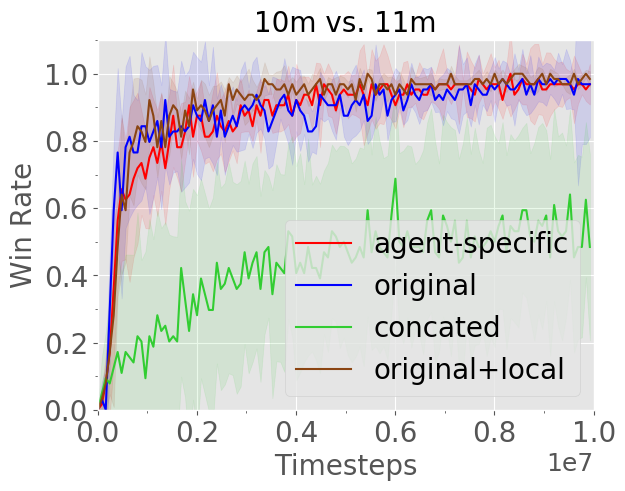 10m vs. 11m
Win Rate
1.0
0.8
0.6
0.4
0.2
0.0
agent-specific
original
concated
original+local
0.0 0.2 0.4 0.6 0.8 1.0
Timesteps
1e7